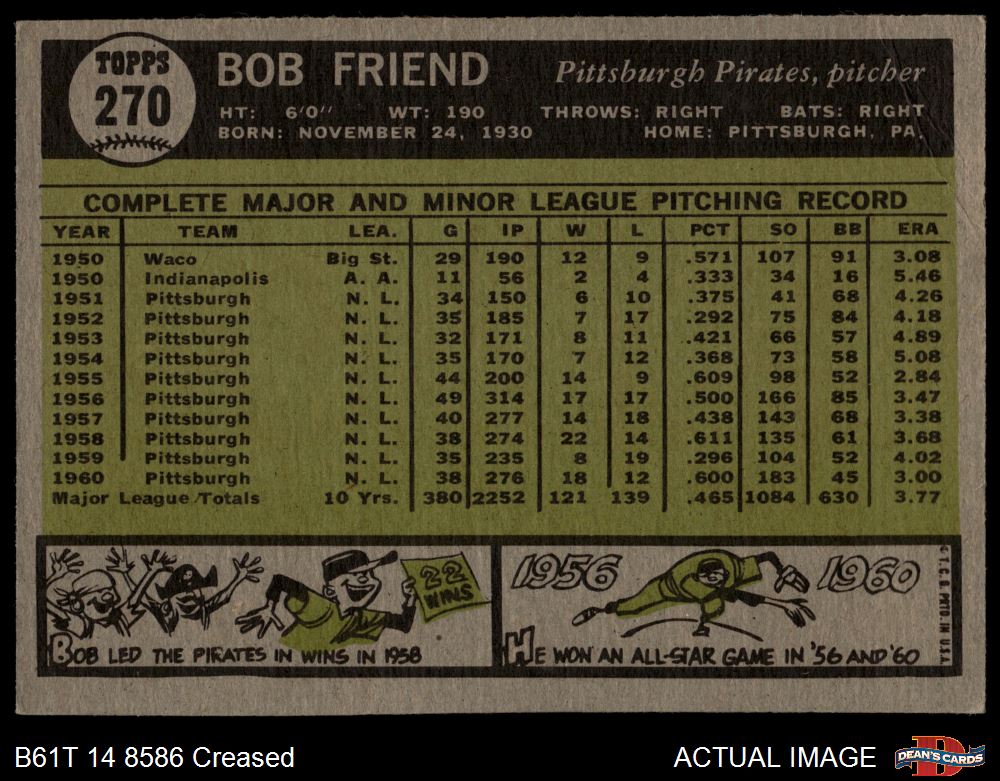 TOPPS
270
BOB FRIEND
Pittsburgh Pirates, pitcher
HT: 6'0'' WT: 190 THROWS: RIGHT BATS: RIGHT
BORN: NOVEMBER 24, 1930 HOME: PITTSBURGH, PA.
COMPLETE MAJOR AND MINOR LEAGUE PITCHING RECORD
YEAR TEAM LEA. G IP W L PCT SO BB ERA
1950 Waco Big St. 29 190 12 9 .571 107 91 3.08
1950 Indianapolis A. A. 11 56 2 4 .333 34 16 5.46
1951 Pittsburgh N. L. 34 150 6 10 .375 41 68 4.26
1952 Pittsburgh N. L. 35 185 7 17 .292 75 84 4.18
1953 Pittsburgh N. L. 32 171 8 11 .421 66 57 4.89
1954 Pittsburgh N. L. 35 170 7 12 .368 73 58 5.08
1955 Pittsburgh N. L. 44 200 14 9 .609 98 52 2.84
1956 Pittsburgh N. L. 49 314 17 17 .500 166 85 3.47
1957 Pittsburgh N. L. 40 277 14 18 .438 143 68 3.38
1958 Pittsburgh N. L. 38 274 22 14 .611 135 61 3.68
1959 Pittsburgh N. L. 35 235 8 19 .296 104 52 4.02
1960 Pittsburgh N. L. 38 276 18 12 .600 183 45 3.00
Major League Totals 10 Yrs. 380 2252 121 139 .465 1084 630 3.77
22
WINS
BOB LED THE PIRATES IN WINS IN 1958
1956 1960
HE WON AN ALL-STAR GAME IN '56 AND '60
© T.C.G. PRTD. IN U.S.A.
B61T 14 8586 Creased
ACTUAL IMAGE
D
DEAN'S CARDS